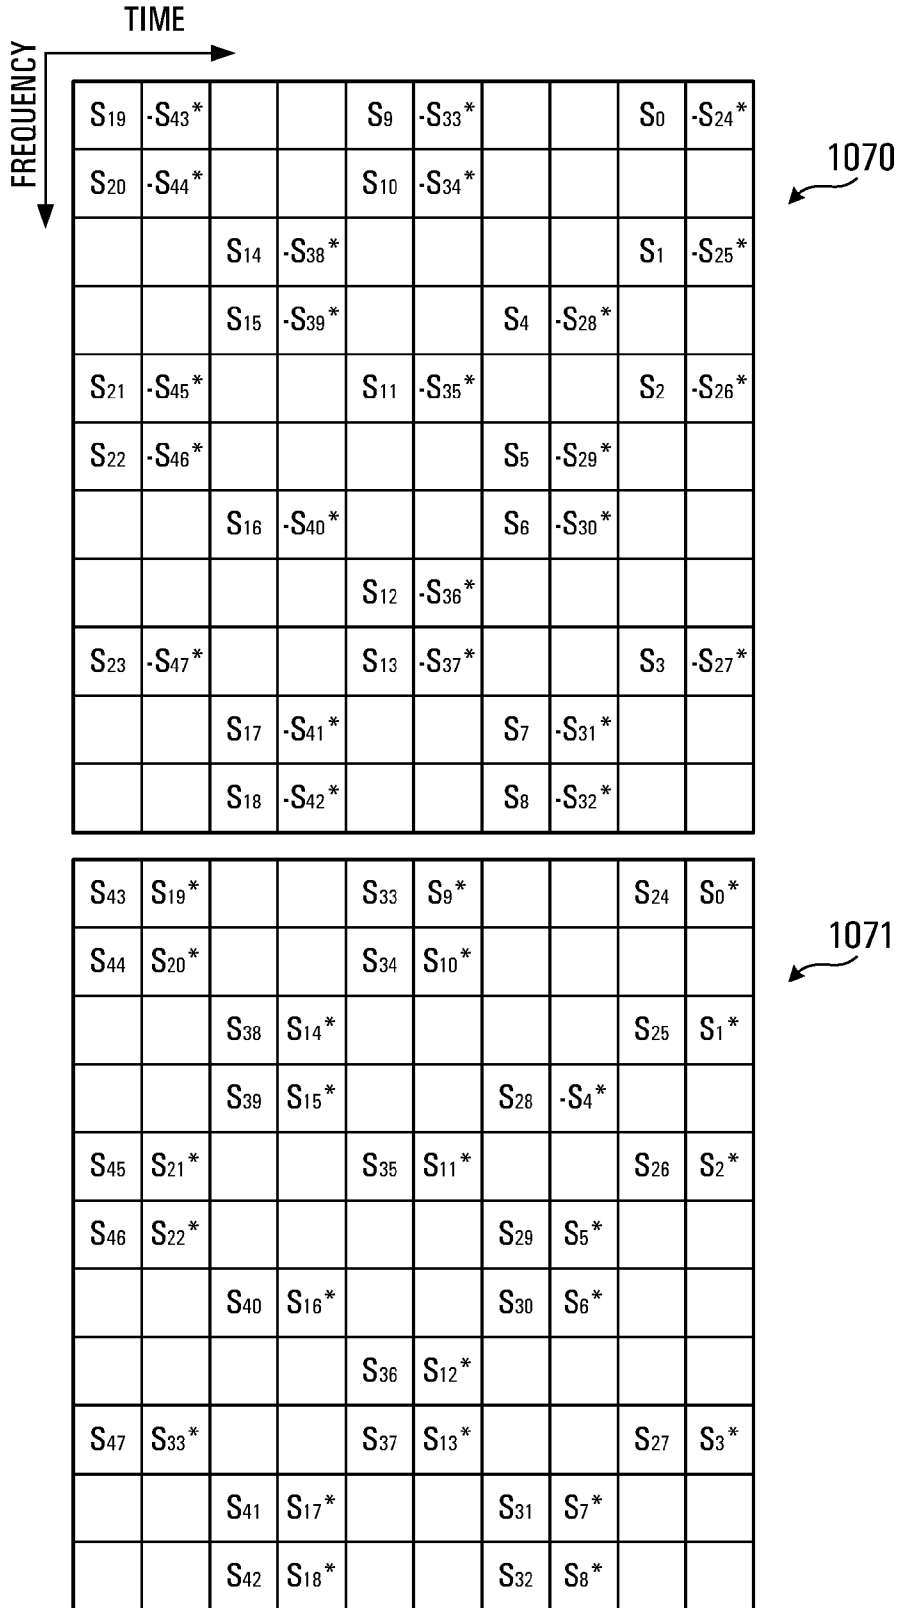 TIME
FREQUENCY
S19 -S43* S9 -S33* S0 -S24*
1070
S20 -S44* S10 -S34*
S14 -S38* S1 -S25*
S15 -S39* S4 -S28*
S21 -S45* S11 -S35* S2 -S26*
S22 -S46* S5 -S29*
S16 -S40* S6 -S30*
S12 -S36*
S23 -S47* S13 -S37* S3 -S27*
S17 -S41* S7 -S31*
S18 -S42* S8 -S32*
S43 S19* S33 S9* S24 S0*
1071
S44 S20* S34 S10*
S38 S14* S25 S1*
S39 S15* S28 -S4*
S45 S21* S35 S11* S26 S2*
S46 S22* S29 S5*
S40 S16* S30 S6*
S36 S12*
S47 S33* S37 S13* S27 S3*
S41 S17* S31 S7*
S42 S18* S32 S8*